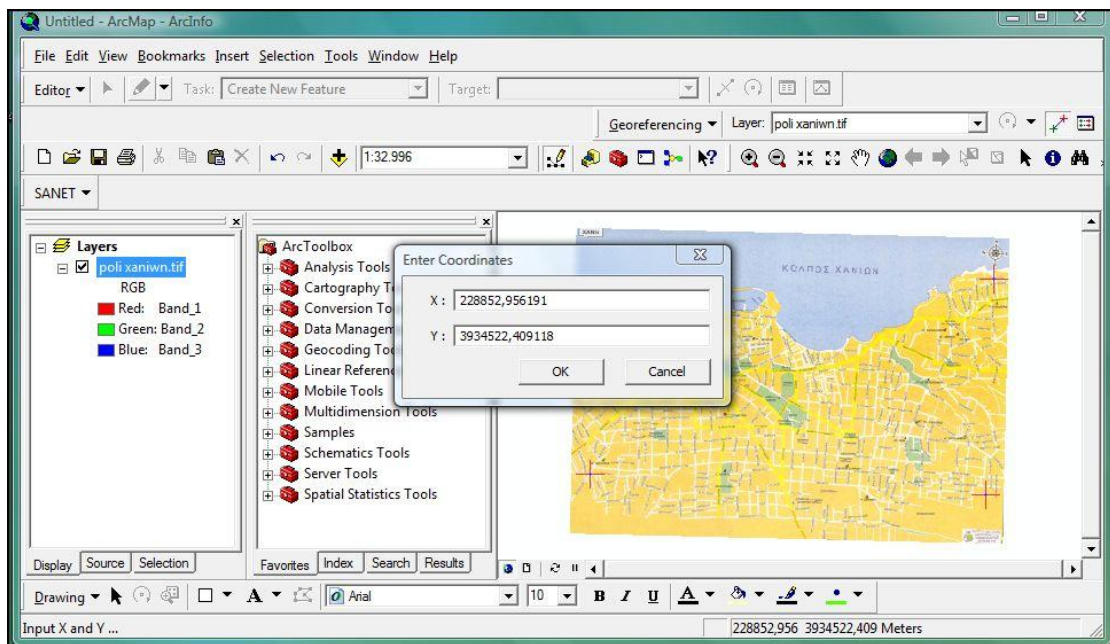 Untitled - ArcMap - ArcInfo
File Edit View Bookmarks Insert Selection Tools Window Help
Editor Task: Create New Feature Target:
Georeferencing Layer: poli xaniwn.tif
1:32.996
SANET
Layers
poli xaniwn.tif
RGB
Red: Band_1
Green: Band_2
Blue: Band_3
Display Source Selection
ArcToolbox
Analysis Tools
Cartography T
Conversion To
Data Managem
Geocoding Too
Linear Referen
Mobile Tools
Multidimension Tools
Samples
Schematics Tools
Server Tools
Spatial Statistics Tools
Favorites Index Search Results
Enter Coordinates
X : 228852,956191
Y : 3934522,409118
OK Cancel
ΧΑΝΙΑ
ΚΟΛΠΟΣ ΧΑΝΙΩΝ
Drawing A Arial 10 B I U A
Input X and Y ...
228852,956 3934522,409 Meters